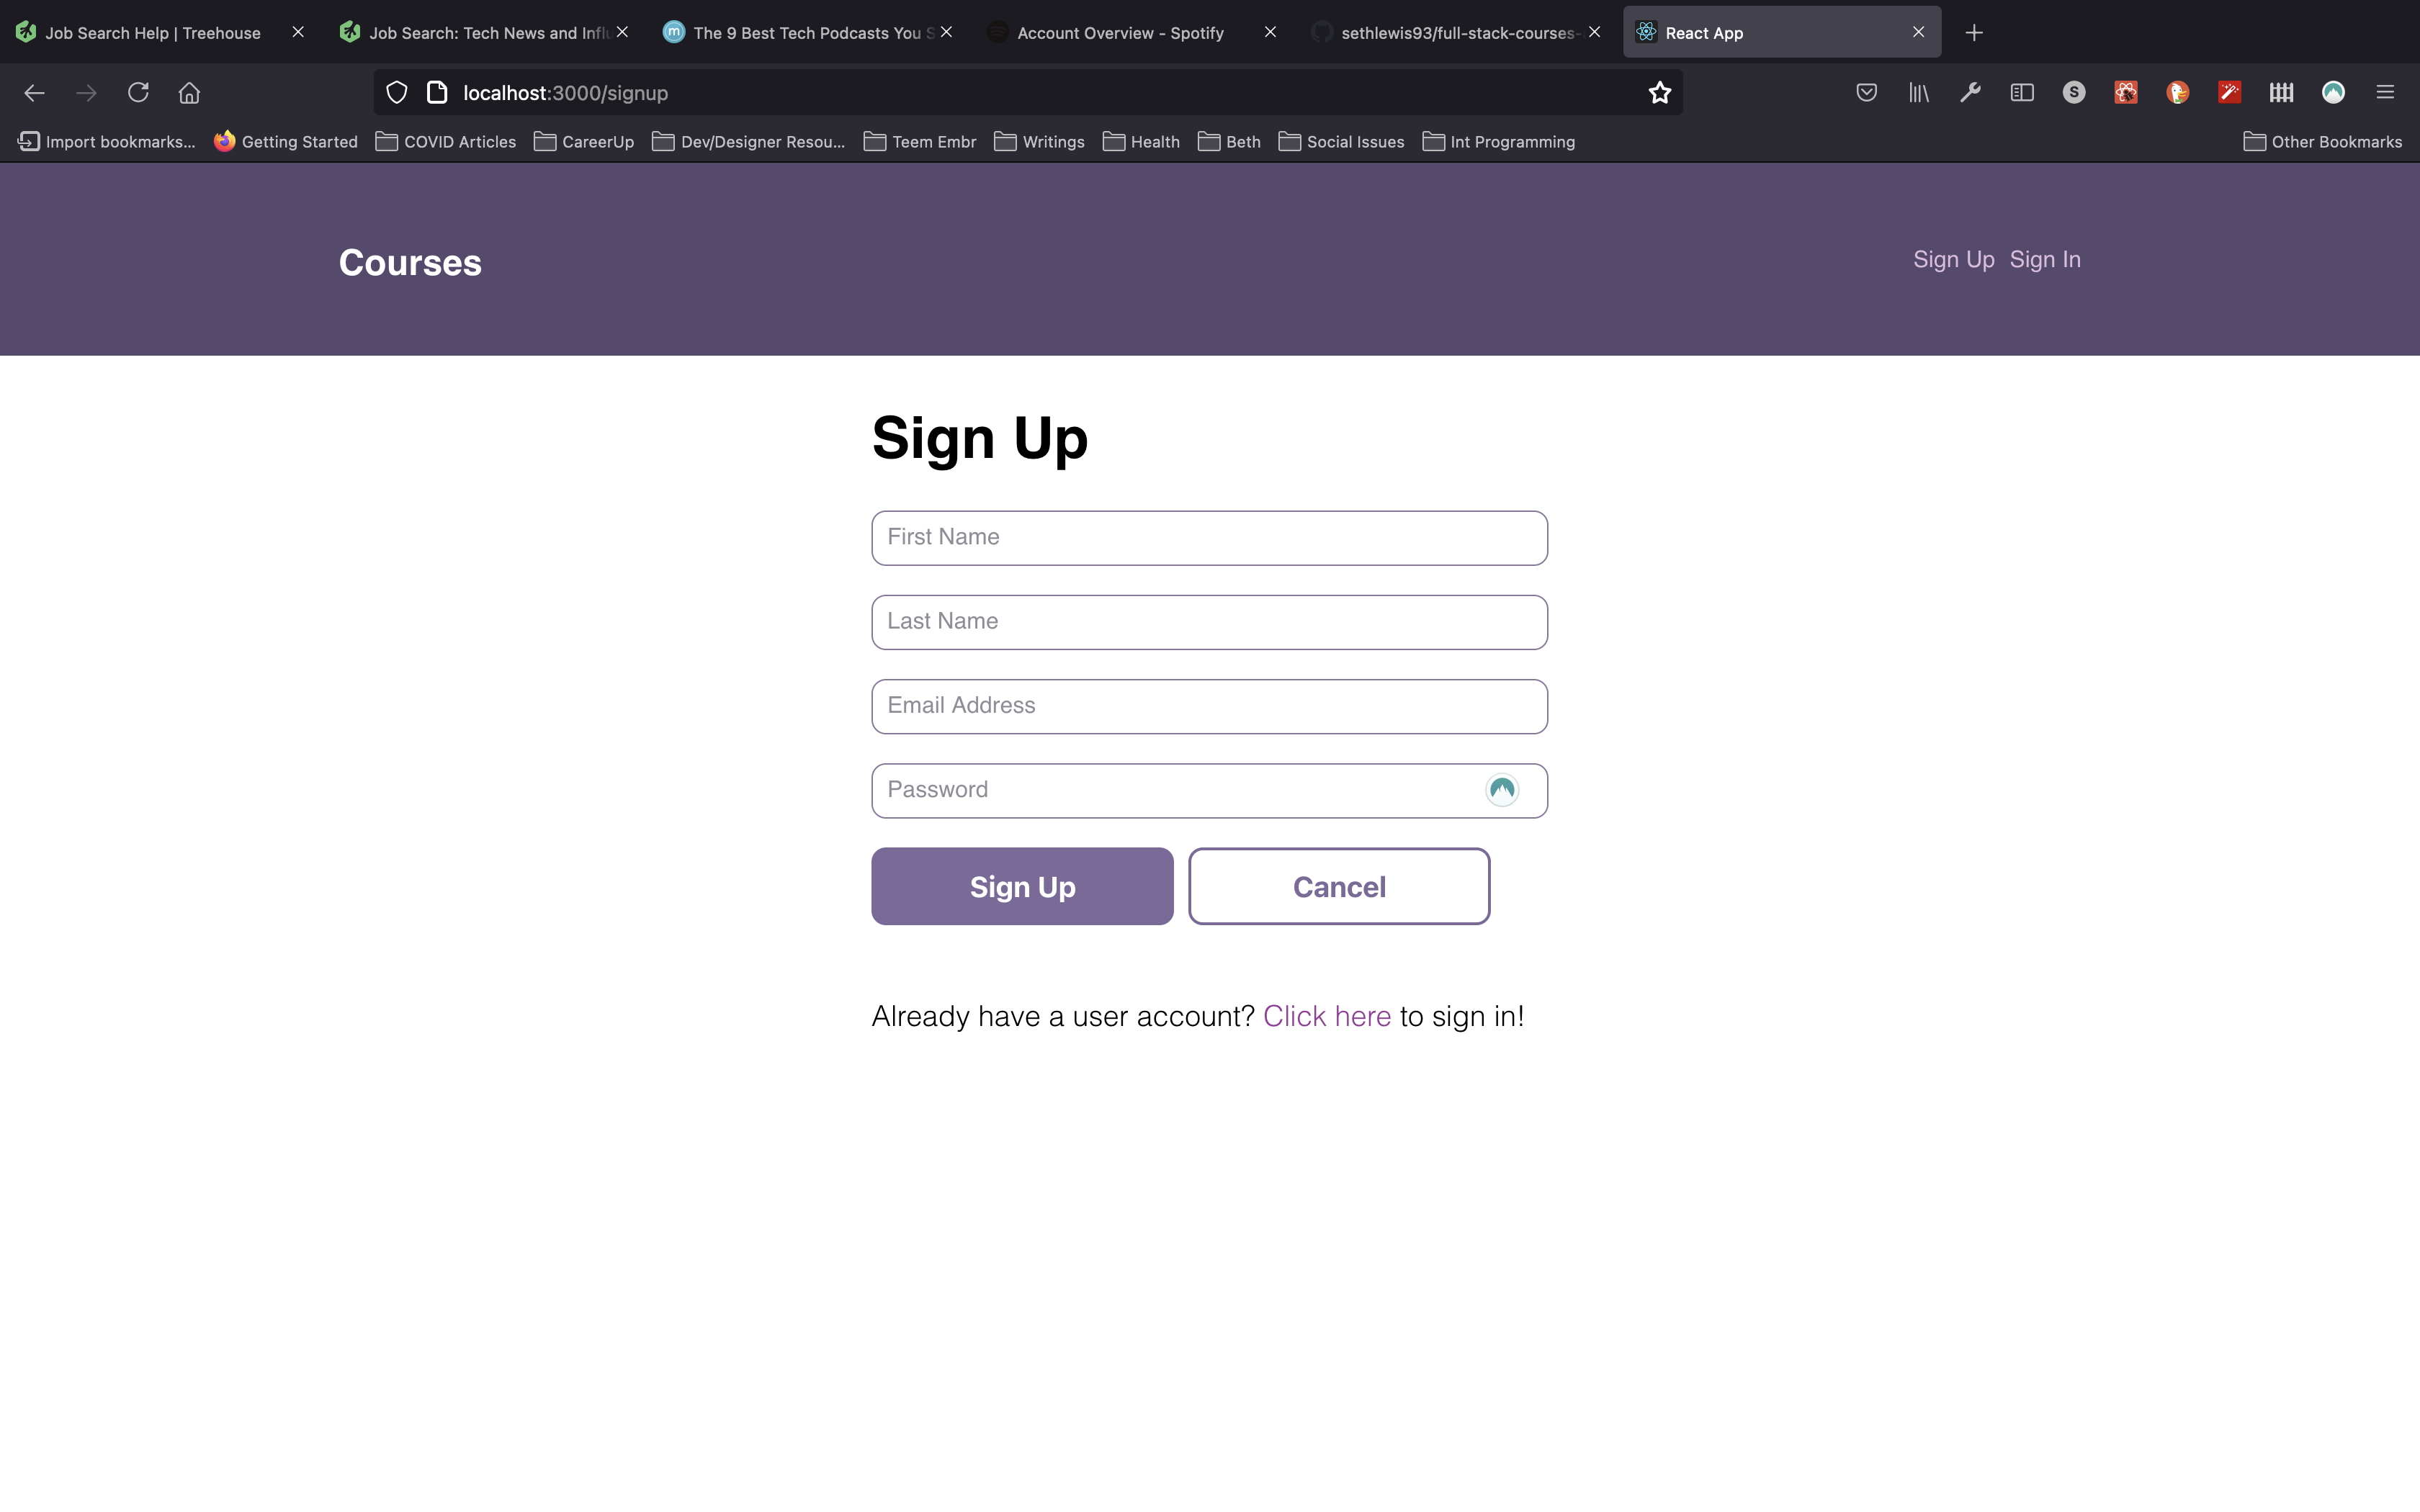 Job Search Help | Treehouse
Job Search: Tech News and Influ
The 9 Best Tech Podcasts You S
Account Overview - Spotify
sethlewis93/full-stack-courses-
React App
localhost:3000/signup
S
Import bookmarks...
Getting Started
COVID Articles
CareerUp
Dev/Designer Resou...
Teem Embr
Writings
Health
Beth
Social Issues
Int Programming
Other Bookmarks
Courses
Sign Up Sign In
Sign Up
First Name
Last Name
Email Address
Password
Sign Up
Cancel
Already have a user account? Click here to sign in!